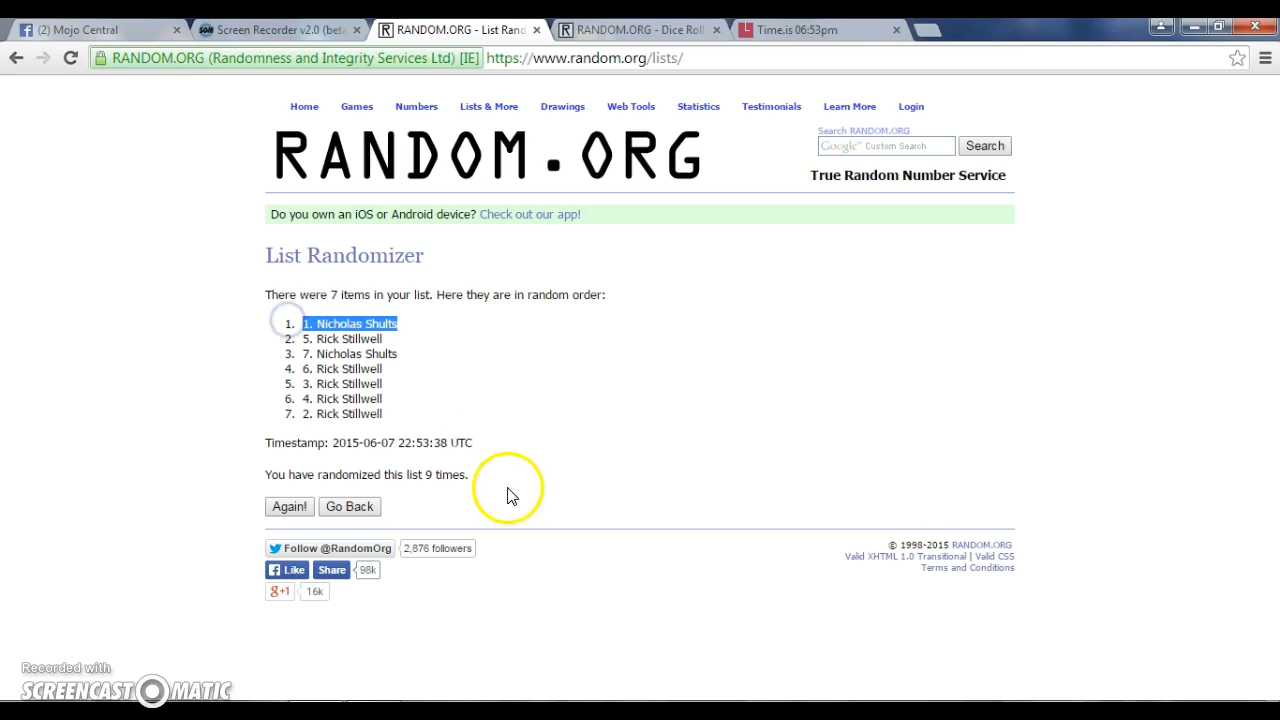 (2) Mojo Central
Screen Recorder v2.0 (bet
RANDOM.ORG - List Ran
RANDOM.ORG - Dice Roll
Time.is 06:53pm
RANDOM.ORG (Randomness and Integrity Services Ltd) [IE] https://www.random.org/lists/
Home Games Numbers Lists & More Drawings Web Tools Statistics Testimonials Learn More Login
RANDOM.ORG
Search RANDOM.ORG
Google Custom Search Search
True Random Number Service
Do you own an iOS or Android device? Check out our app!
List Randomizer
There were 7 items in your list. Here they are in random order:
1. 1. Nicholas Shults
2. 5. Rick Stillwell
3. 7. Nicholas Shults
4. 6. Rick Stillwell
5. 3. Rick Stillwell
6. 4. Rick Stillwell
7. 2. Rick Stillwell
Timestamp: 2015-06-07 22:53:38 UTC
You have randomized this list 9 times.
Again! Go Back
Follow @RandomOrg 2,876 followers
Like Share 98k
g+1 16k
© 1998-2015 RANDOM.ORG
Valid XHTML 1.0 Transitional | Valid CSS
Terms and Conditions
Recorded with
SCREENCAST-O-MATIC